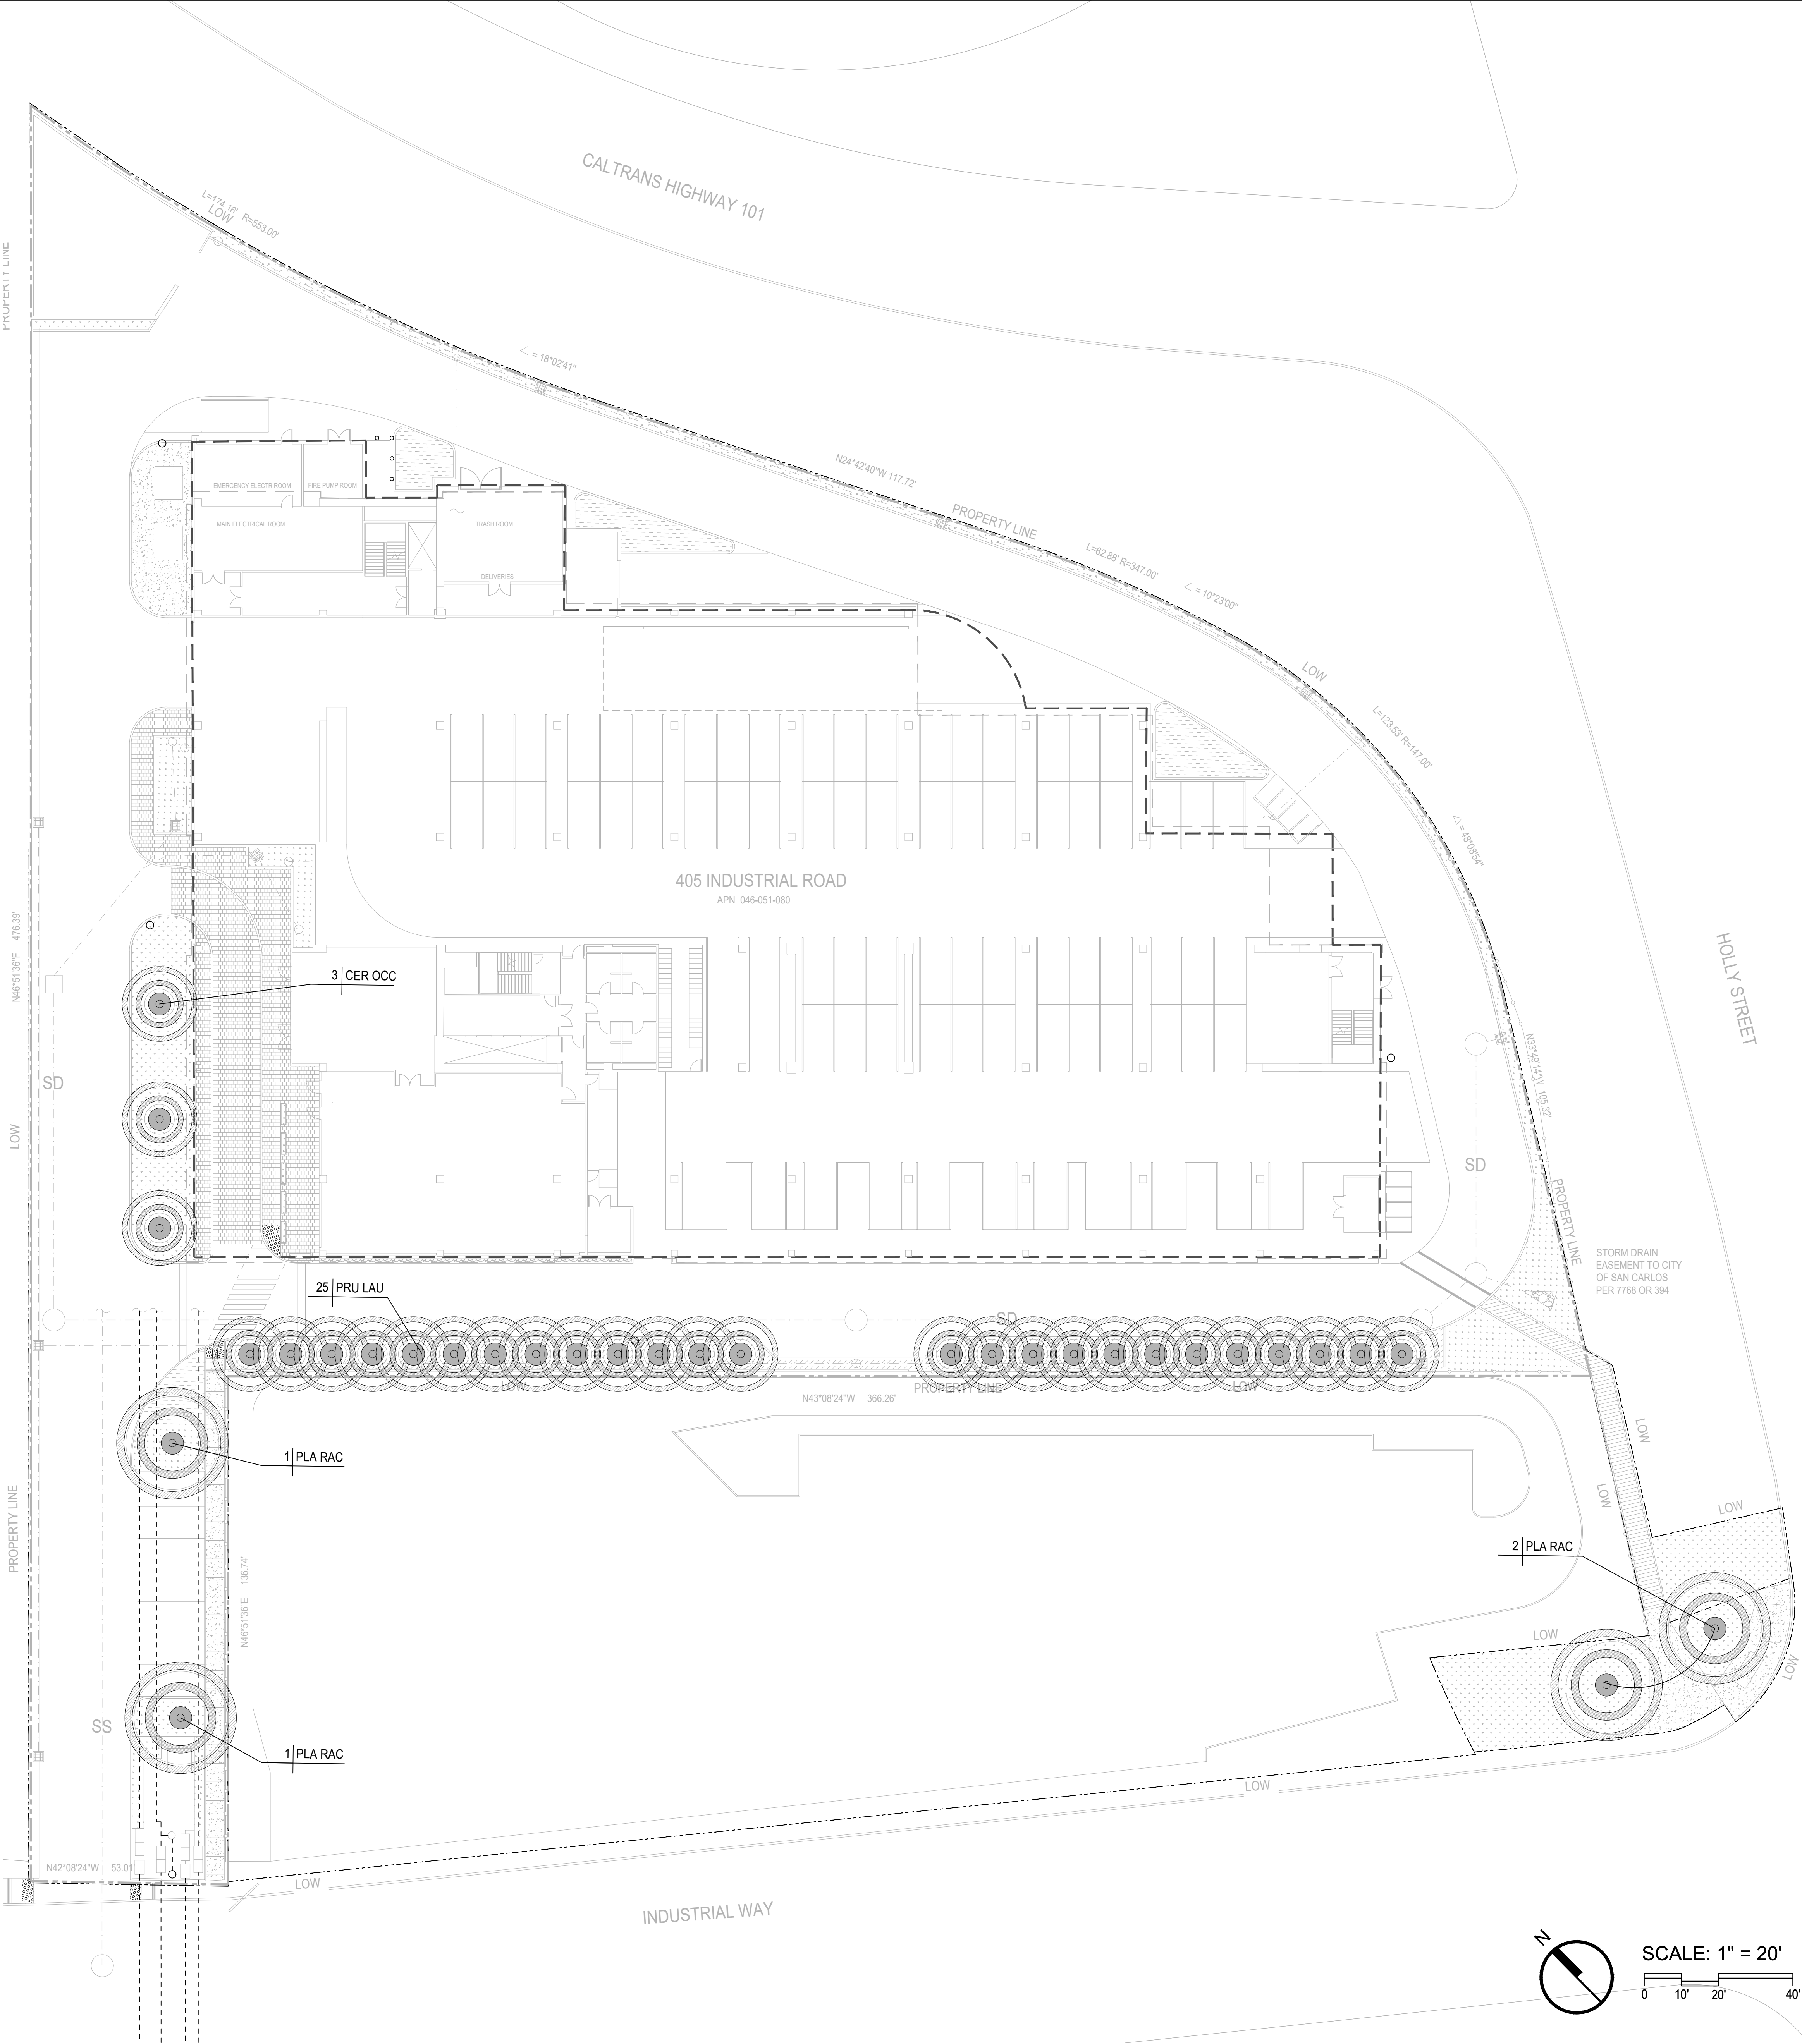 CALTRANS HIGHWAY 101
L=174.16' R=553.00'
LOW
PROPERTY LINE
△ = 18°02'41"
N24°42'40"W 117.72'
PROPERTY LINE
EMERGENCY ELECTR ROOM
FIRE PUMP ROOM
MAIN ELECTRICAL ROOM
TRASH ROOM
DELIVERIES
L=62.88' R=347.00'
△ = 10°23'00"
LOW
L=123.53' R=147.00'
△ = 48°08'54"
405 INDUSTRIAL ROAD
APN 046-051-080
HOLLY STREET
N46°51'36"E 476.39'
3 CER OCC
SD
LOW
N33°49'14"W 105.32'
SD
PROPERTY LINE
STORM DRAIN
EASEMENT TO CITY
OF SAN CARLOS
PER 7768 OR 394
25 PRU LAU
SD
LOW
PROPERTY LINE
LOW
N43°08'24"W 366.26'
1 PLA RAC
LOW
LOW
PROPERTY LINE
LOW
2 PLA RAC
N46°51'36"E 136.74'
LOW
LOW
SS
1 PLA RAC
LOW
N42°08'24"W 53.01'
LOW
INDUSTRIAL WAY
N
SCALE: 1" = 20'
0 10' 20' 40'